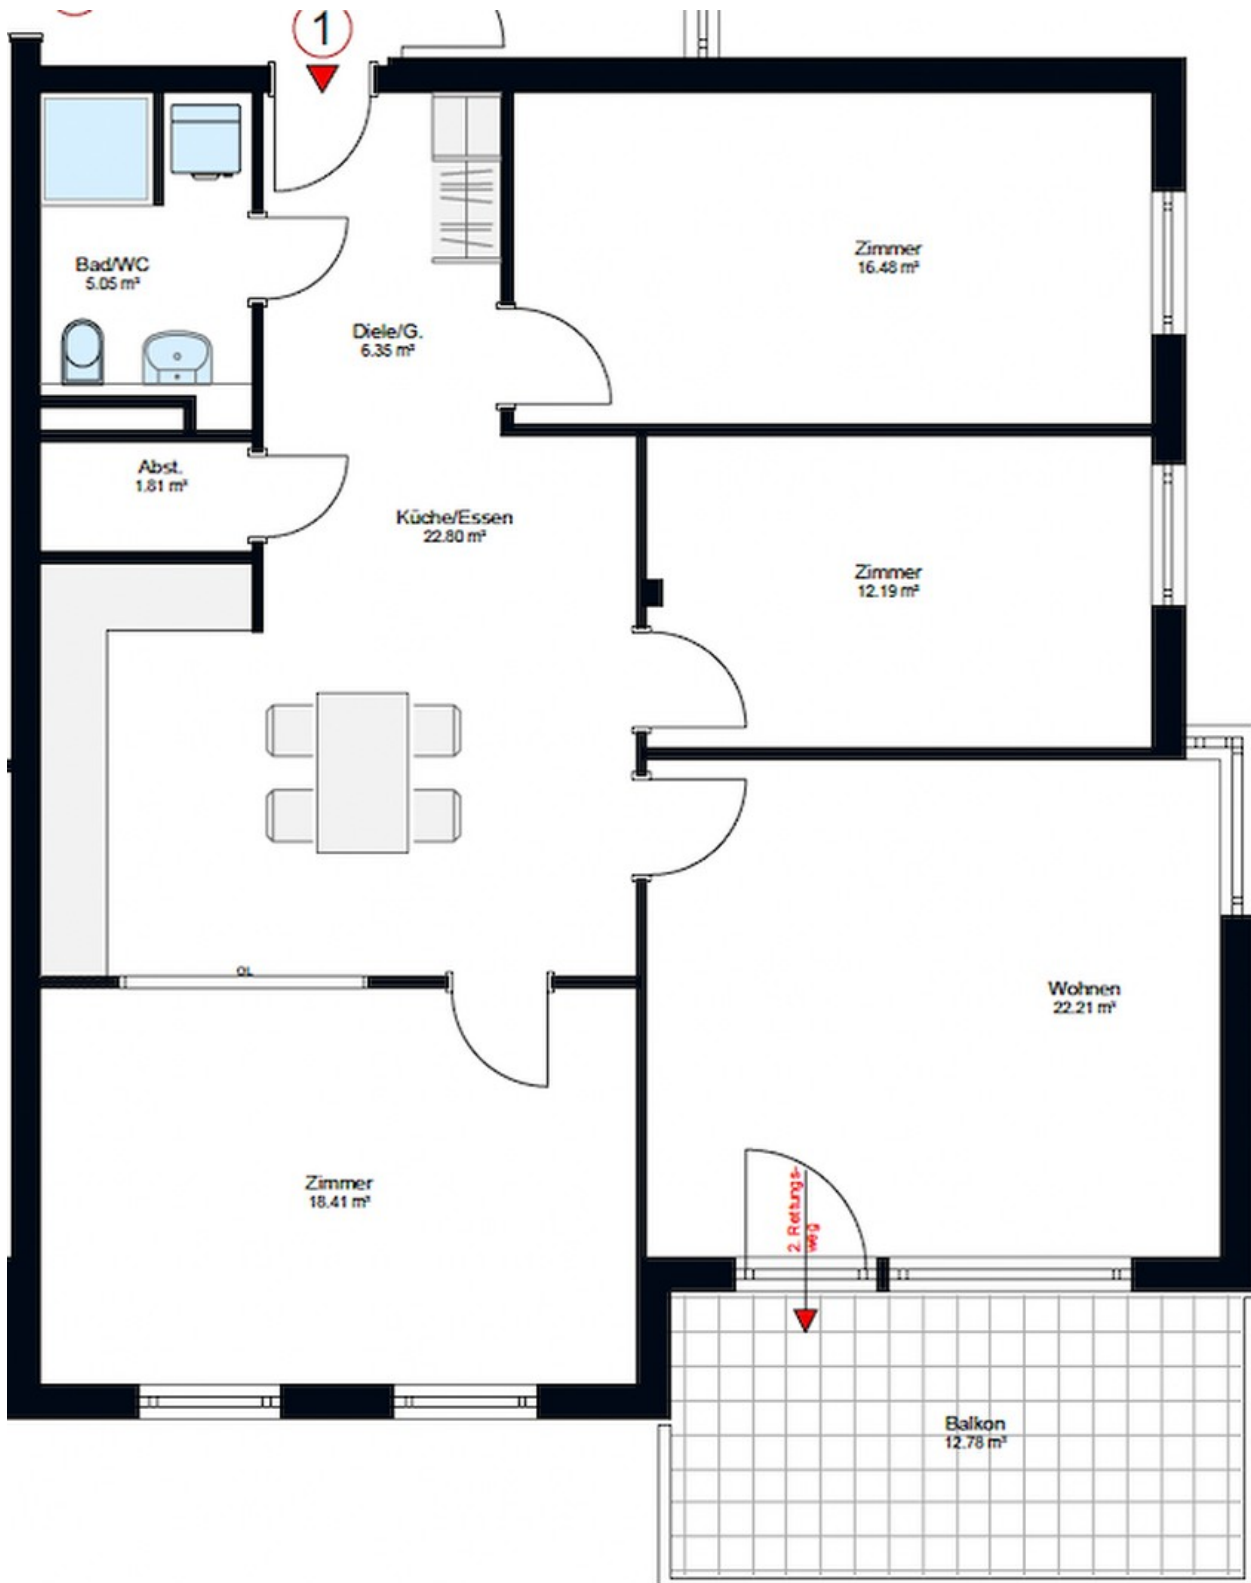 1
Zimmer
16.48 m²
Bad/WC
5.05 m²
Diele/G.
6.35 m²
Abst.
1.81 m²
Küche/Essen
22.80 m²
Zimmer
12.19 m²
OL
Wohnen
22.21 m²
Zimmer
18.41 m²
2. Rettungs-
weg
Balkon
12.78 m²